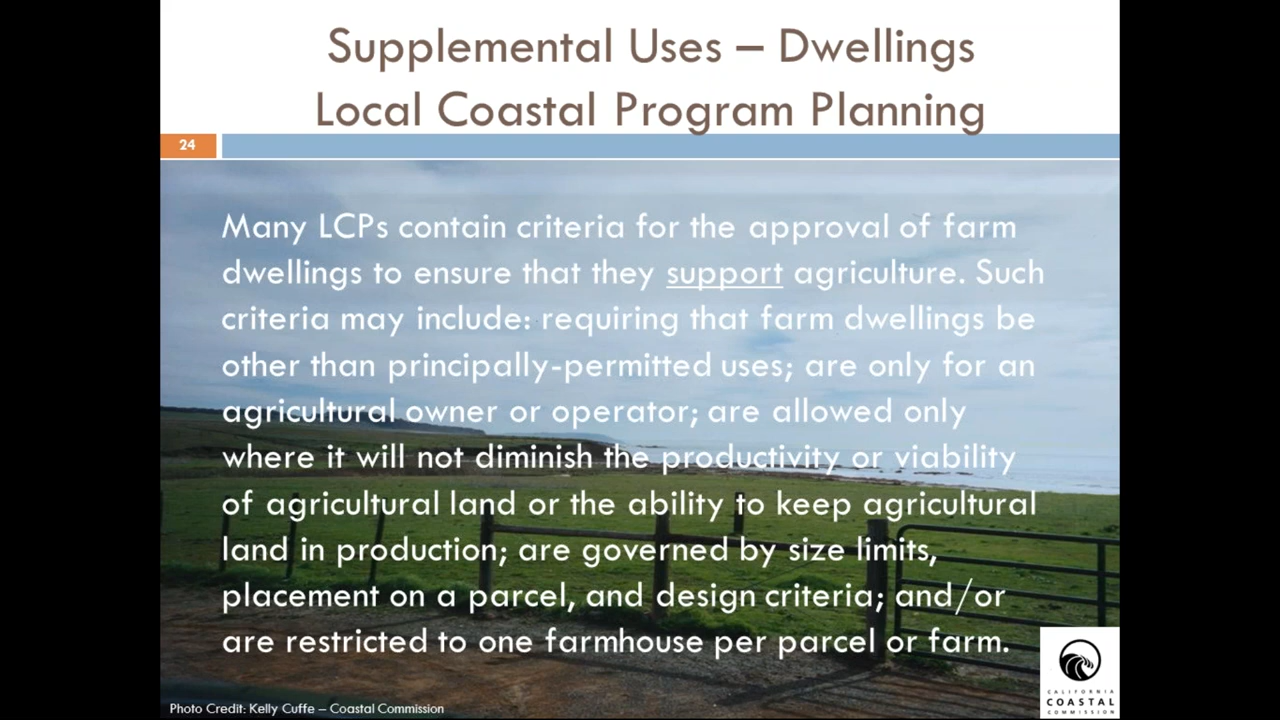 Supplemental Uses – Dwellings
Local Coastal Program Planning
24
Many LCPs contain criteria for the approval of farm
dwellings to ensure that they support agriculture. Such
criteria may include: requiring that farm dwellings be
other than principally-permitted uses; are only for an
agricultural owner or operator; are allowed only
where it will not diminish the productivity or viability
of agricultural land or the ability to keep agricultural
land in production; are governed by size limits,
placement on a parcel, and design criteria; and/or
are restricted to one farmhouse per parcel or farm.
CALIFORNIA
COASTAL
COMMISSION
Photo Credit: Kelly Cuffe – Coastal Commission